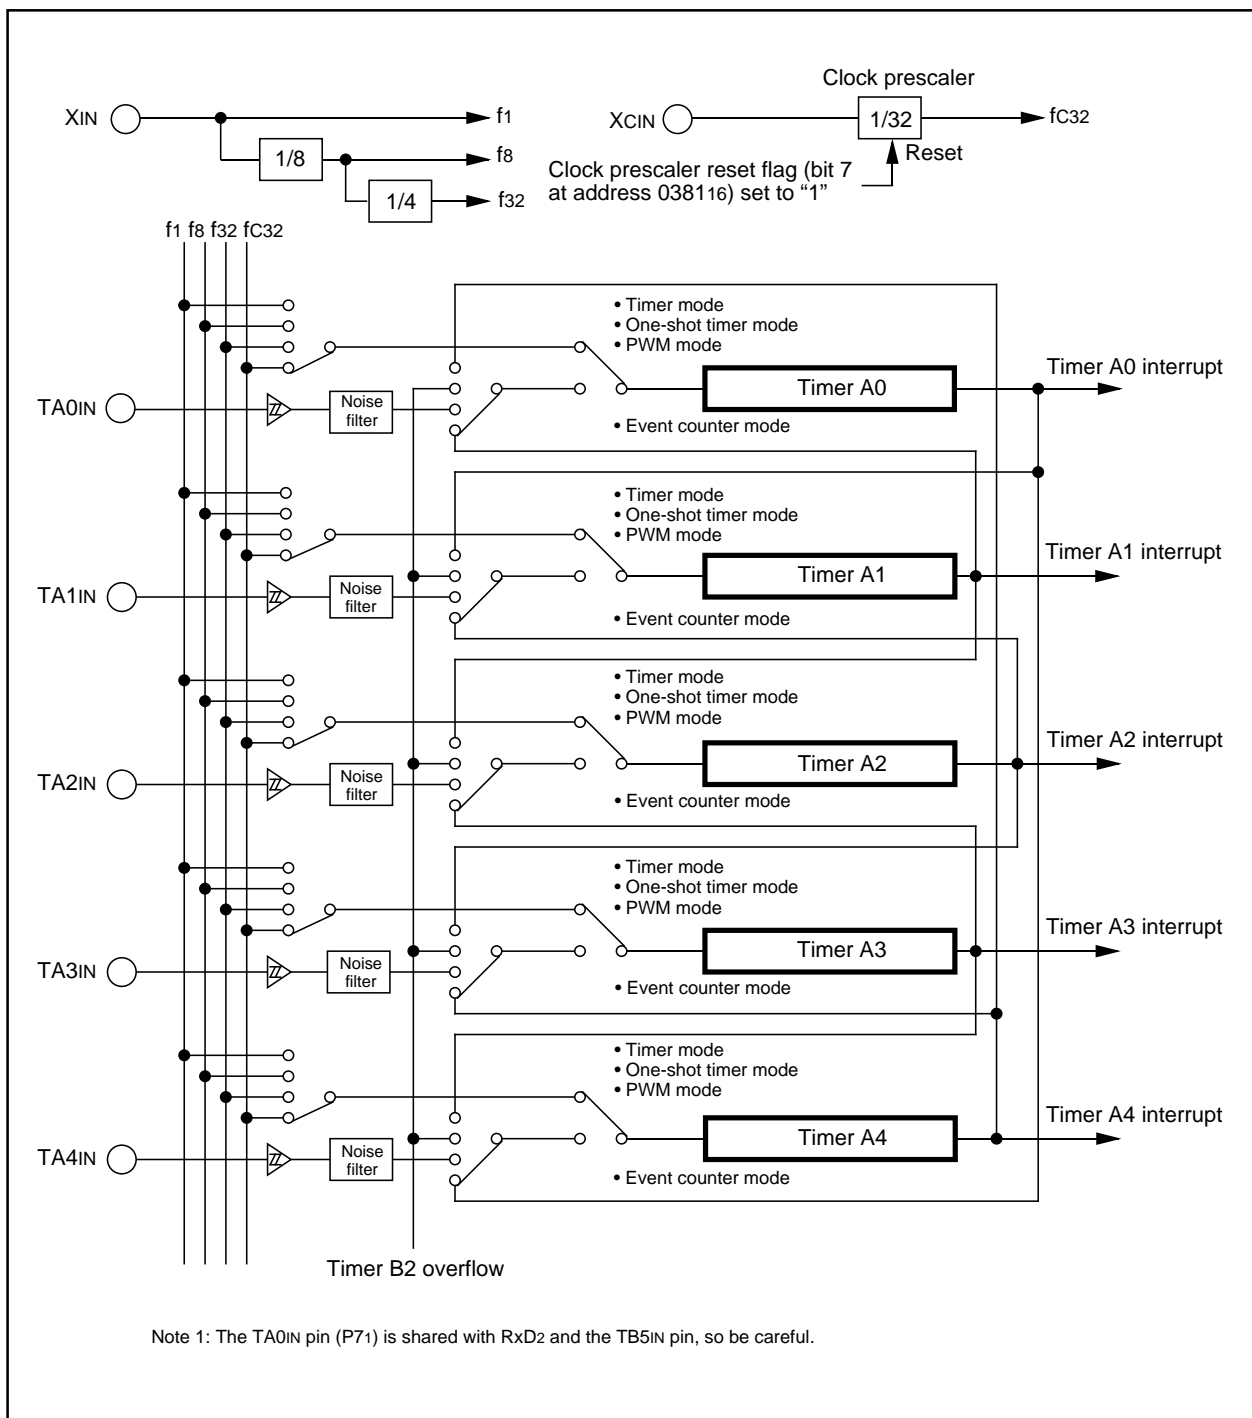 Clock prescaler
XIN
f1
XCIN
1/32
fC32
1/8
f8
Reset
Clock prescaler reset flag (bit 7
at address 038116) set to “1”
1/4
f32
f1 f8 f32 fC32
• Timer mode
• One-shot timer mode
• PWM mode
Timer A0 interrupt
Timer A0
TA0IN
Noise
filter
• Event counter mode
• Timer mode
• One-shot timer mode
• PWM mode
Timer A1 interrupt
Timer A1
TA1IN
Noise
filter
• Event counter mode
• Timer mode
• One-shot timer mode
• PWM mode
Timer A2 interrupt
Timer A2
TA2IN
Noise
filter
• Event counter mode
• Timer mode
• One-shot timer mode
• PWM mode
Timer A3 interrupt
Timer A3
TA3IN
Noise
filter
• Event counter mode
• Timer mode
• One-shot timer mode
• PWM mode
Timer A4 interrupt
Timer A4
TA4IN
Noise
filter
• Event counter mode
Timer B2 overflow
Note 1: The TA0IN pin (P71) is shared with RxD2 and the TB5IN pin, so be careful.